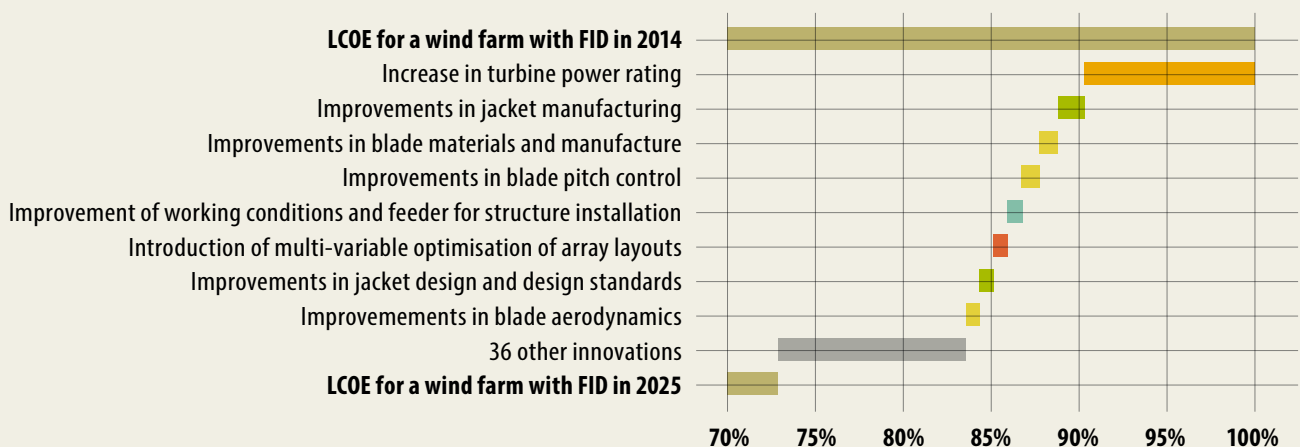 LCOE for a wind farm with FID in 2014
Increase in turbine power rating
Improvements in jacket manufacturing
Improvements in blade materials and manufacture
Improvements in blade pitch control
Improvement of working conditions and feeder for structure installation
Introduction of multi-variable optimisation of array layouts
Improvements in jacket design and design standards
Improvemements in blade aerodynamics
36 other innovations
LCOE for a wind farm with FID in 2025
70% 75% 80% 85% 90% 95% 100%